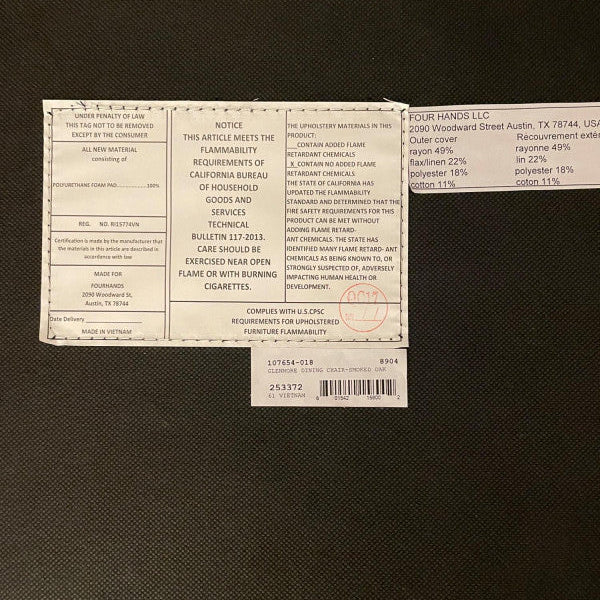 UNDER PENALTY OF LAW
THIS TAG NOT TO BE REMOVED
EXCEPT BY THE CONSUMER
ALL NEW MATERIAL
consisting of
POLYURETHANE FOAM PAD..................100%
REG. NO. RI15774VN
Certification is made by the manufacturer that
the materials in this article are described in
accordance with law
MADE FOR
FOURHANDS
2090 Woodward St,
Austin, TX 78744
Date Delivery
MADE IN VIETNAM
NOTICE
THIS ARTICLE MEETS THE
FLAMMABILITY
REQUIREMENTS OF
CALIFORNIA BUREAU
OF HOUSEHOLD
GOODS AND
SERVICES
TECHNICAL
BULLETIN 117-2013.
CARE SHOULD BE
EXERCISED NEAR OPEN
FLAME OR WITH BURNING
CIGARETTES.
THE UPHOLSTERY MATERIALS IN THIS
PRODUCT:
___CONTAIN ADDED FLAME
RETARDANT CHEMICALS
_X_CONTAIN NO ADDED FLAME
RETARDANT CHEMICALS
THE STATE OF CALIFORNIA HAS
UPDATED THE FLAMMABILITY
STANDARD AND DETERMINED THAT THE
FIRE SAFETY REQUIREMENTS FOR THIS
PRODUCT CAN BE MET WITHOUT
ADDING FLAME RETARD-
ANT CHEMICALS. THE STATE HAS
IDENTIFIED MANY FLAME RETARD- ANT
CHEMICALS AS BEING KNOWN TO, OR
STRONGLY SUSPECTED OF, ADVERSELY
IMPACTING HUMAN HEALTH OR
DEVELOPMENT.
COMPLIES WITH U.S.CPSC
REQUIREMENTS FOR UPHOLSTERED
FURNITURE FLAMMABILITY
FOUR HANDS LLC
2090 Woodward Street Austin, TX 78744, USA
Outer cover Recouvrement extér
rayon 49% rayonne 49%
flax/linen 22% lin 22%
polyester 18% polyester 18%
cotton 11% coton 11%
107654-018 8904
GLENMORE DINING CHAIR-SMOKED OAK
253372
61 VIETNAM
6 01542 15800 2